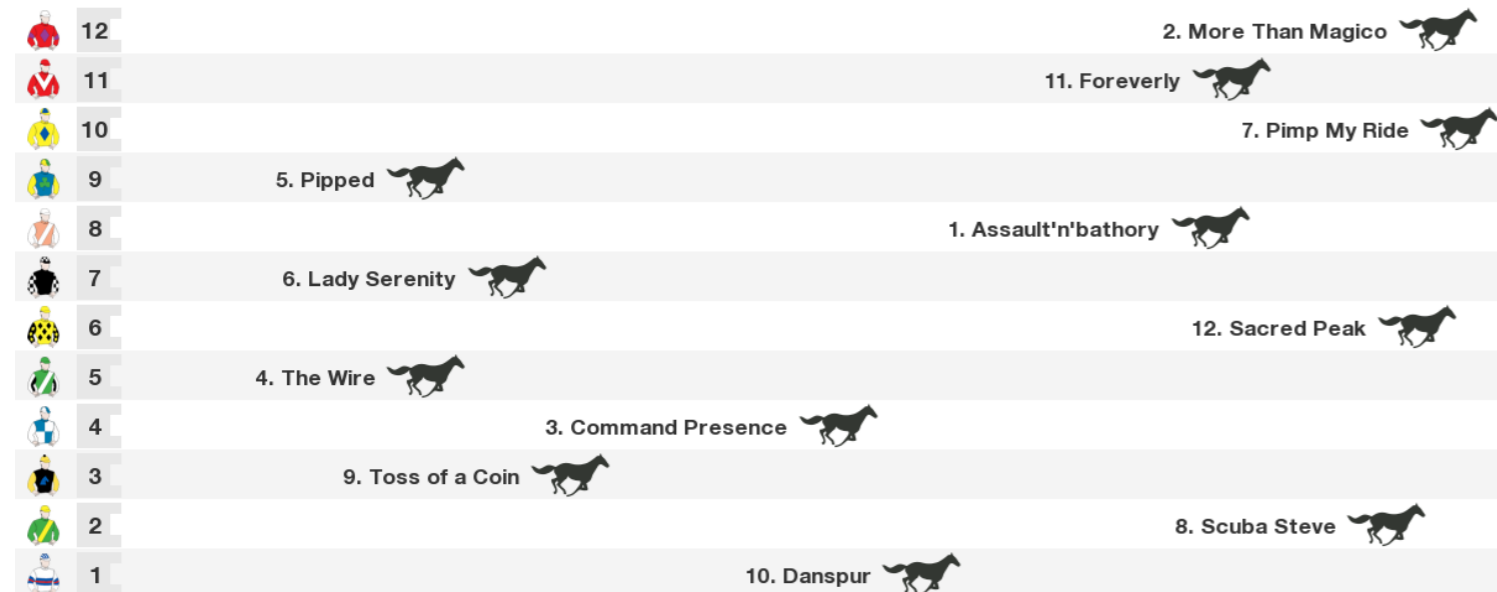 12 2. More Than Magico
11 11. Foreverly
10 7. Pimp My Ride
9 5. Pipped
8 1. Assault'n'bathory
7 6. Lady Serenity
6 12. Sacred Peak
5 4. The Wire
4 3. Command Presence
3 9. Toss of a Coin
2 8. Scuba Steve
1 10. Danspur